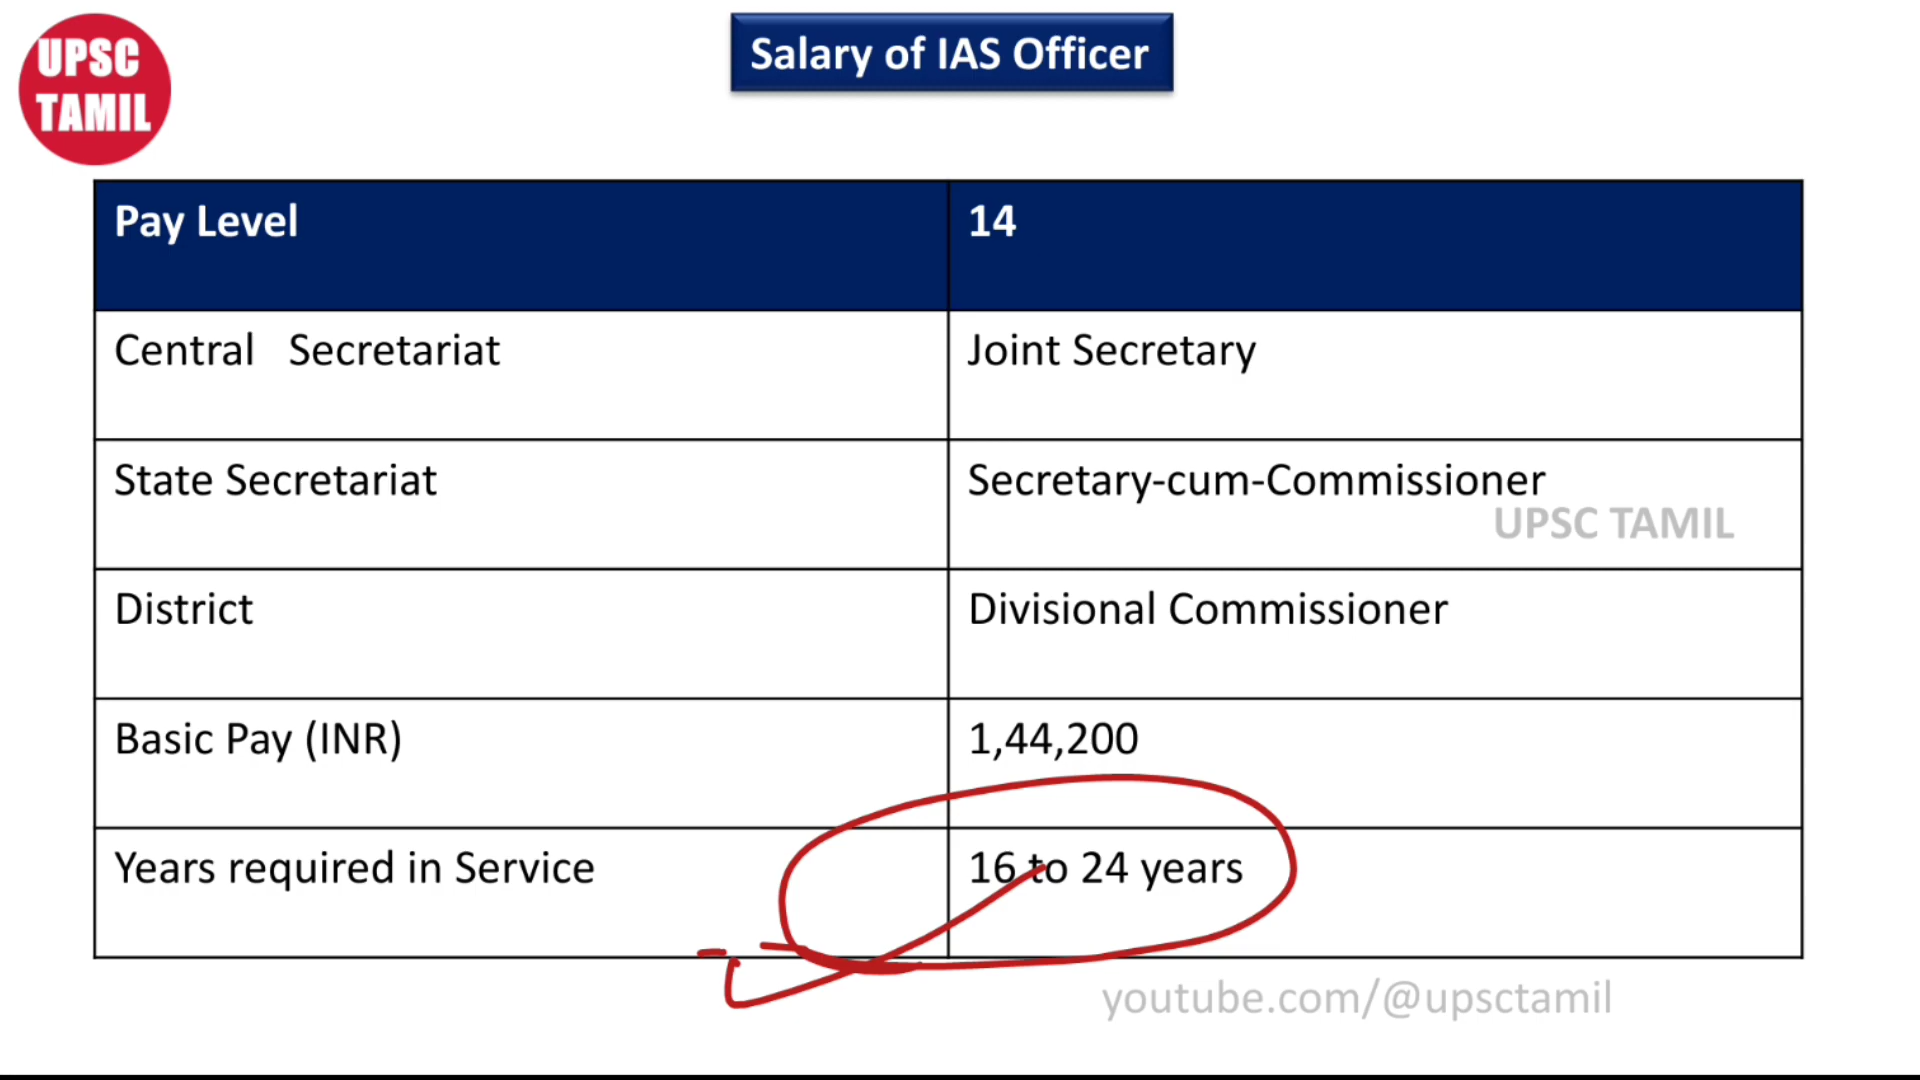 UPSC
TAMIL
Salary of IAS Officer
Pay Level 14
Central Secretariat Joint Secretary
State Secretariat Secretary-cum-Commissioner
UPSC TAMIL
District Divisional Commissioner
Basic Pay (INR) 1,44,200
Years required in Service 16 to 24 years
youtube.com/@upsctamil